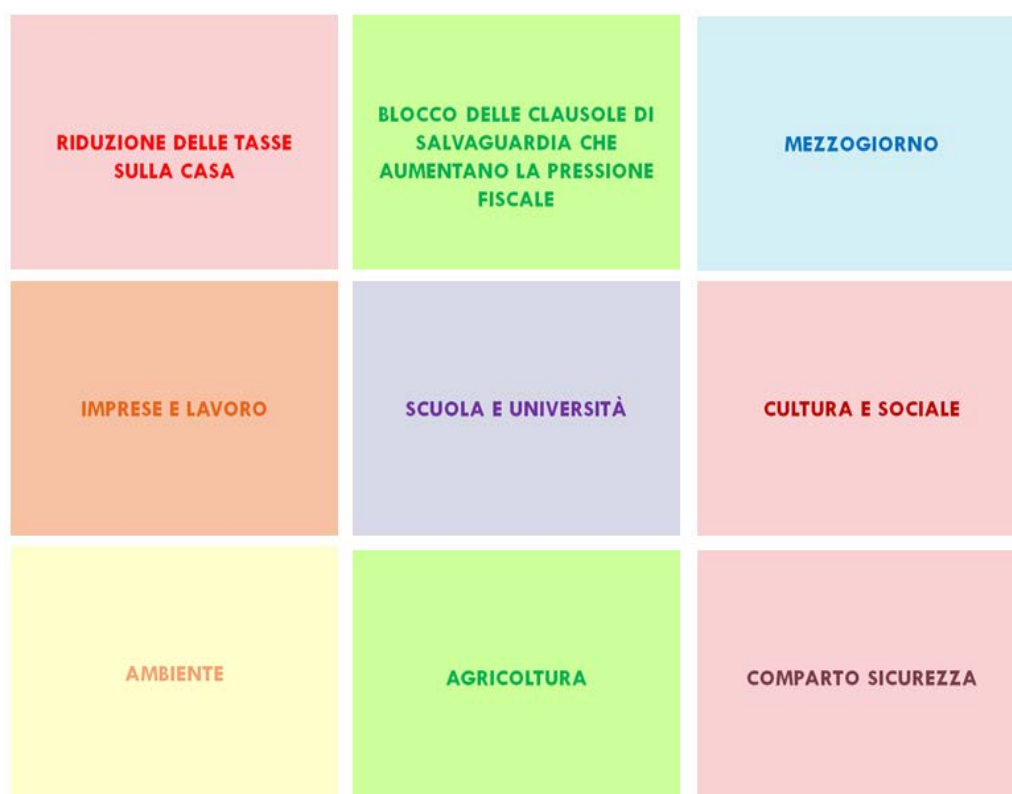 RIDUZIONE DELLE TASSE
SULLA CASA
BLOCCO DELLE CLAUSOLE DI
SALVAGUARDIA CHE
AUMENTANO LA PRESSIONE
FISCALE
MEZZOGIORNO
IMPRESE E LAVORO
SCUOLA E UNIVERSITÀ
CULTURA E SOCIALE
AMBIENTE
AGRICOLTURA
COMPARTO SICUREZZA